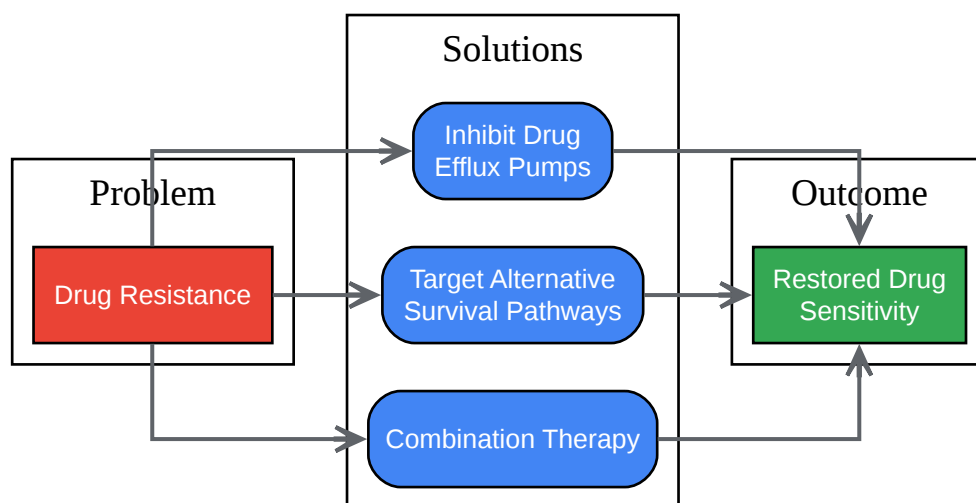 Problem
Drug Resistance
Solutions
Inhibit Drug
Efflux Pumps
Target Alternative
Survival Pathways
Combination Therapy
Outcome
Restored Drug
Sensitivity